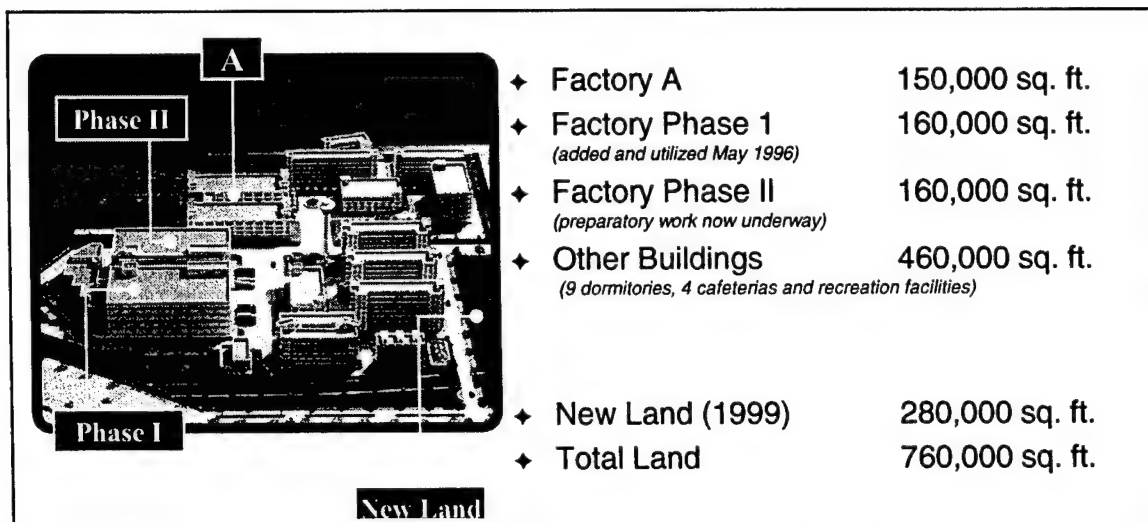 A
Phase II
Phase I
New Land
✦ Factory A 150,000 sq. ft.
✦ Factory Phase 1 160,000 sq. ft.
(added and utilized May 1996)
✦ Factory Phase II 160,000 sq. ft.
(preparatory work now underway)
✦ Other Buildings 460,000 sq. ft.
(9 dormitories, 4 cafeterias and recreation facilities)
✦ New Land (1999) 280,000 sq. ft.
✦ Total Land 760,000 sq. ft.